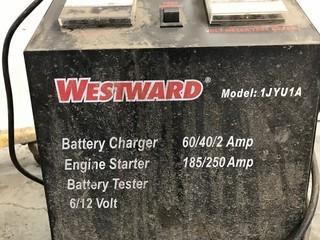 WESTWARD® Model: 1JYU1A
Battery Charger 60/40/2 Amp
Engine Starter 185/250 Amp
Battery Tester
6/12 Volt